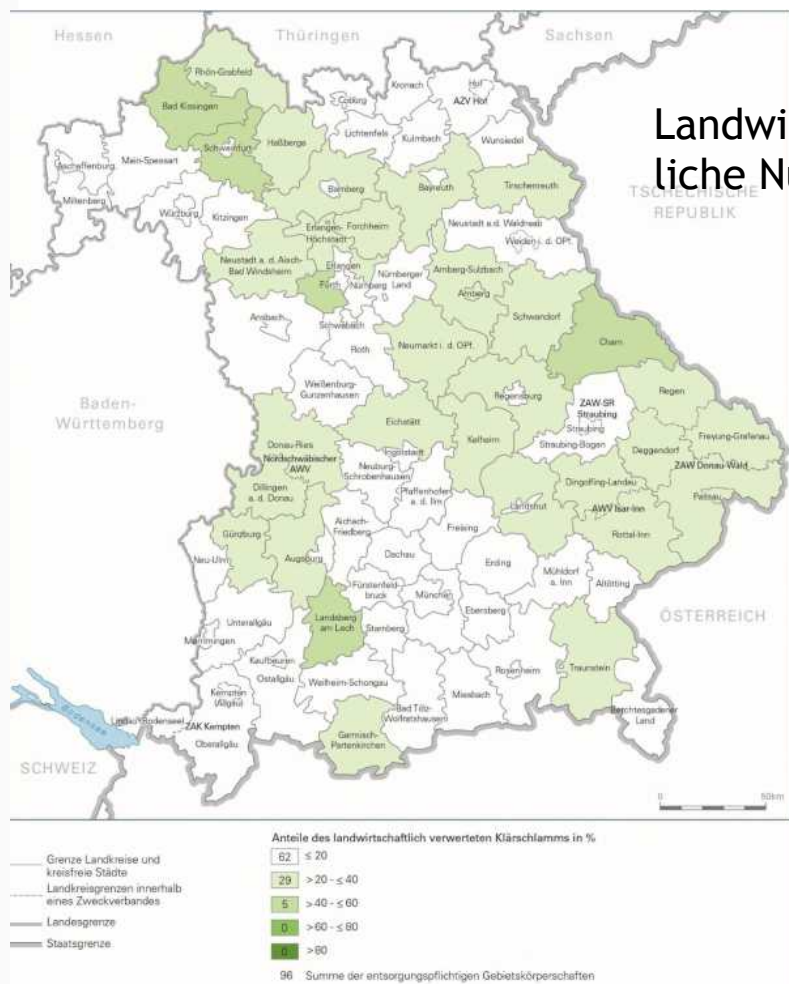 Hessen
Thüringen
Sachsen
Landwi
liche Nu
TSCHECHISCHE
REPUBLIK
Rhön-Grabfeld
Bad Kissingen
Schweinfurt
Haßberge
Coburg
Kronach
Hof
AZV Hof
Lichtenfels
Kulmbach
Wunsiedel
Aschaffenburg
Main-Spessart
Miltenberg
Würzburg
Kitzingen
Bamberg
Bayreuth
Tirschenreuth
Erlangen-
Höchstadt
Forchheim
Neustadt a.d. Waldnaab
Weiden i. d. OPf.
Neustadt a. d. Aisch-
Bad Windsheim
Erlangen
Fürth
Nürnberg
Nürnberger
Land
Amberg-Sulzbach
Amberg
Schwandorf
Cham
Ansbach
Schwabach
Roth
Neumarkt i. d. OPf.
Weißenburg-
Gunzenhausen
Regensburg
ZAW-SR
Straubing
Straubing
Straubing-Bogen
Regen
Freyung-Grafenau
Deggendorf
ZAW Donau-Wald
Passau
Baden-
Württemberg
Eichstätt
Kelheim
Donau-Ries
Nordschwäbischer
AWV
Ingolstadt
Neuburg-
Schrobenhausen
Dillingen
a. d. Donau
Pfaffenhofen
a. d. Ilm
Landshut
Dingolfing-Landau
AWV Isar-Inn
Rottal-Inn
Günzburg
Augsburg
Aichach-
Friedberg
Freising
Neu-Ulm
Dachau
Erding
Mühldorf
a. Inn
Altötting
Fürstenfeld-
bruck
München
Ebersberg
Unterallgäu
Landsberg
am Lech
Starnberg
ÖSTERREICH
Memmingen
Kaufbeuren
Ostallgäu
Weilheim-Schongau
Rosenheim
Traunstein
Kempten
(Allgäu)
Bad Tölz-
Wolfratshausen
Miesbach
Berchtesgadener
Land
Bodensee
Lindau (Bodensee)
ZAK Kempten
Oberallgäu
Garmisch-
Partenkirchen
SCHWEIZ
0 50km
Grenze Landkreise und
kreisfreie Städte
Landkreisgrenzen innerhalb
eines Zweckverbandes
Landesgrenze
Staatsgrenze
Anteile des landwirtschaftlich verwerteten Klärschlamms in %
62 ≤ 20
29 >20 - ≤ 40
5 >40 - ≤ 60
0 >60 - ≤ 80
0 >80
96 Summe der entsorgungspflichtigen Gebietskörperschaften